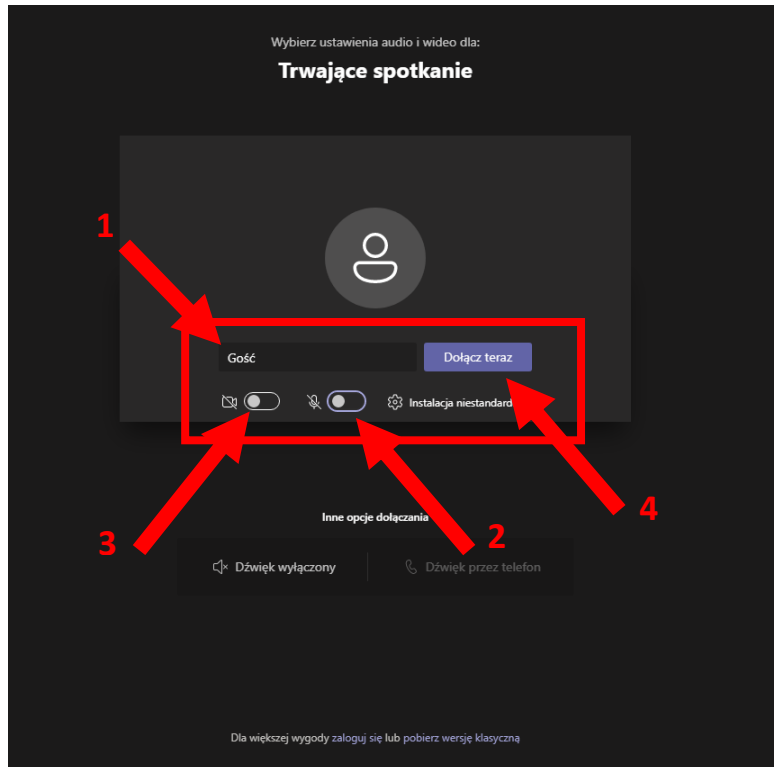 Wybierz ustawienia audio i wideo dla:
Trwające spotkanie
1
Gość
Dołącz teraz
Instalacja niestandard
4
Inne opcje dołączania
2
3
Dźwięk wyłączony
Dźwięk przez telefon
Dla większej wygody zaloguj się lub pobierz wersję klasyczną